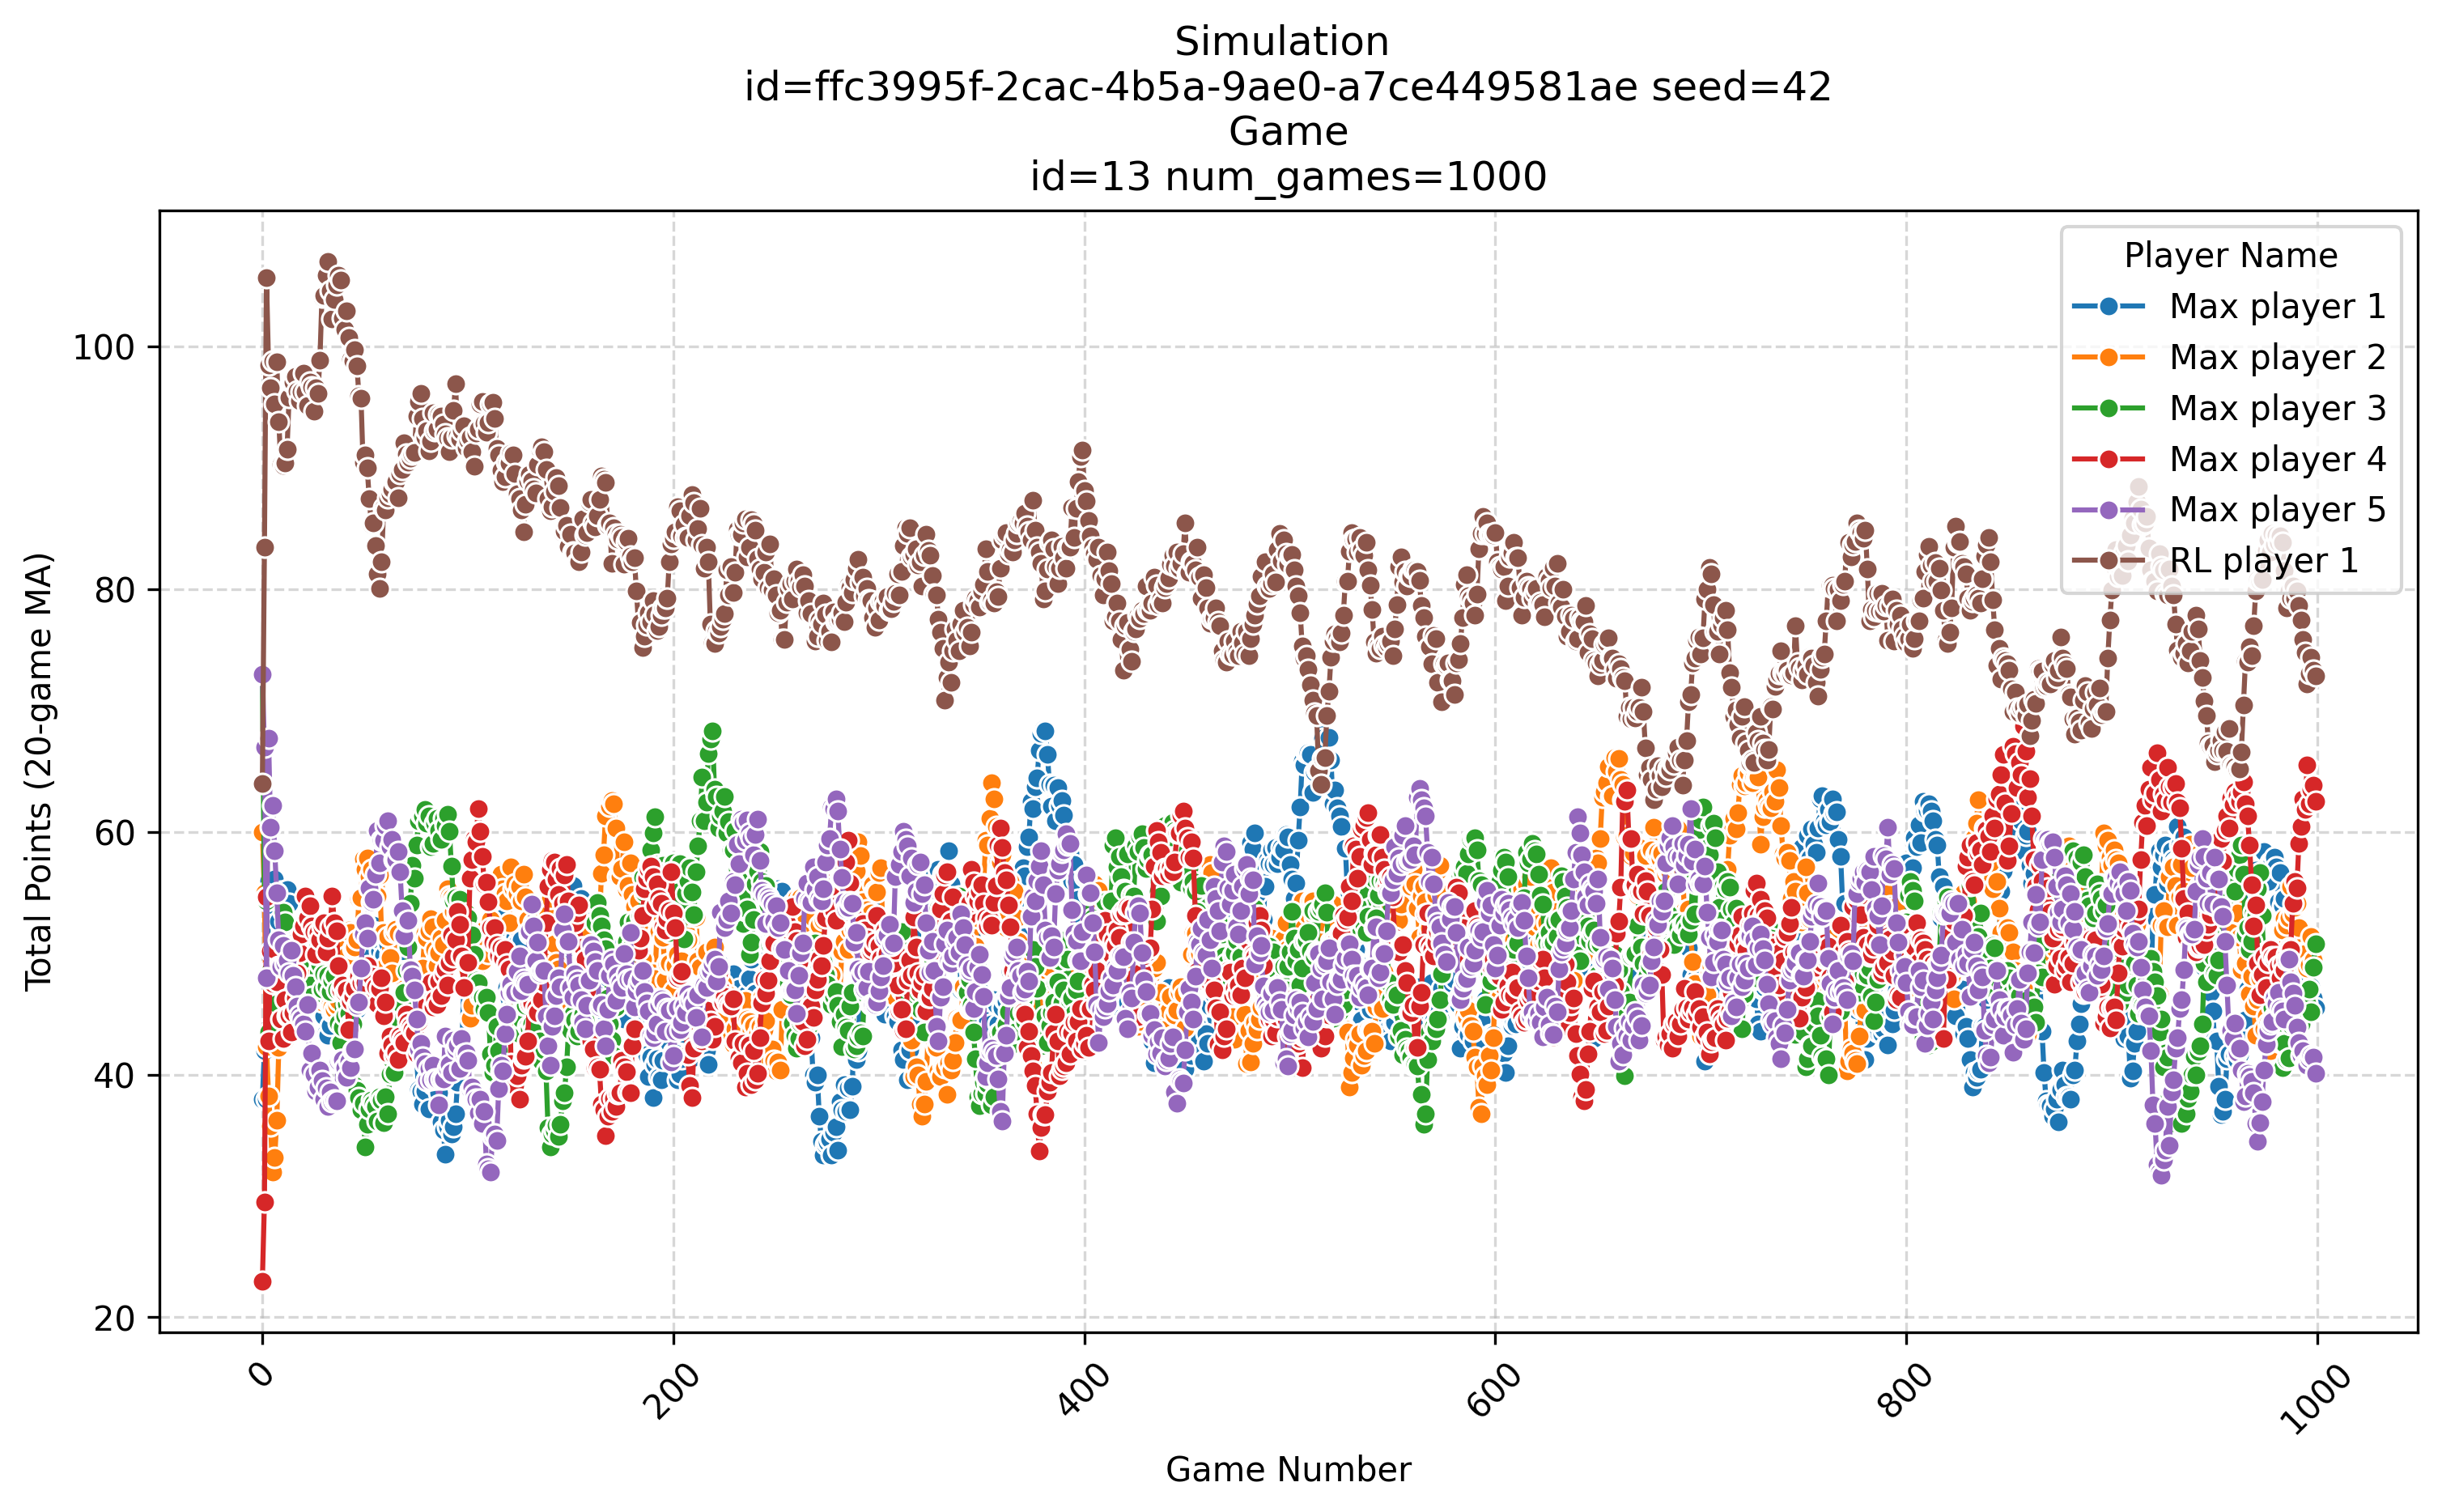 Simulation
id=ffc3995f-2cac-4b5a-9ae0-a7ce449581ae seed=42
Game
id=13 num_games=1000
Player Name
Max player 1
Max player 2
Max player 3
Max player 4
Max player 5
RL player 1
Total Points (20-game MA)
100
80
60
40
20
0
200
400
600
800
1000
Game Number